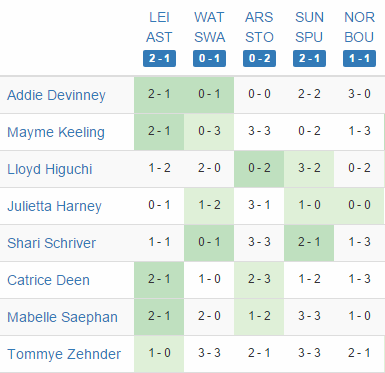 LEI WAT ARS SUN NOR
AST SWA STO SPU BOU
2 - 1 0 - 1 0 - 2 2 - 1 1 - 1
Addie Devinney 2 - 1 0 - 1 0 - 0 2 - 2 3 - 0
Mayme Keeling 2 - 1 0 - 3 3 - 3 0 - 2 1 - 3
Lloyd Higuchi 1 - 2 2 - 0 0 - 2 3 - 2 0 - 2
Julietta Harney 0 - 1 1 - 2 3 - 1 1 - 0 0 - 0
Shari Schriver 1 - 1 0 - 1 3 - 3 2 - 1 1 - 3
Catrice Deen 2 - 1 1 - 0 2 - 3 1 - 2 1 - 3
Mabelle Saephan 2 - 1 2 - 0 1 - 2 3 - 3 1 - 0
Tommye Zehnder 1 - 0 3 - 3 2 - 1 3 - 3 2 - 1